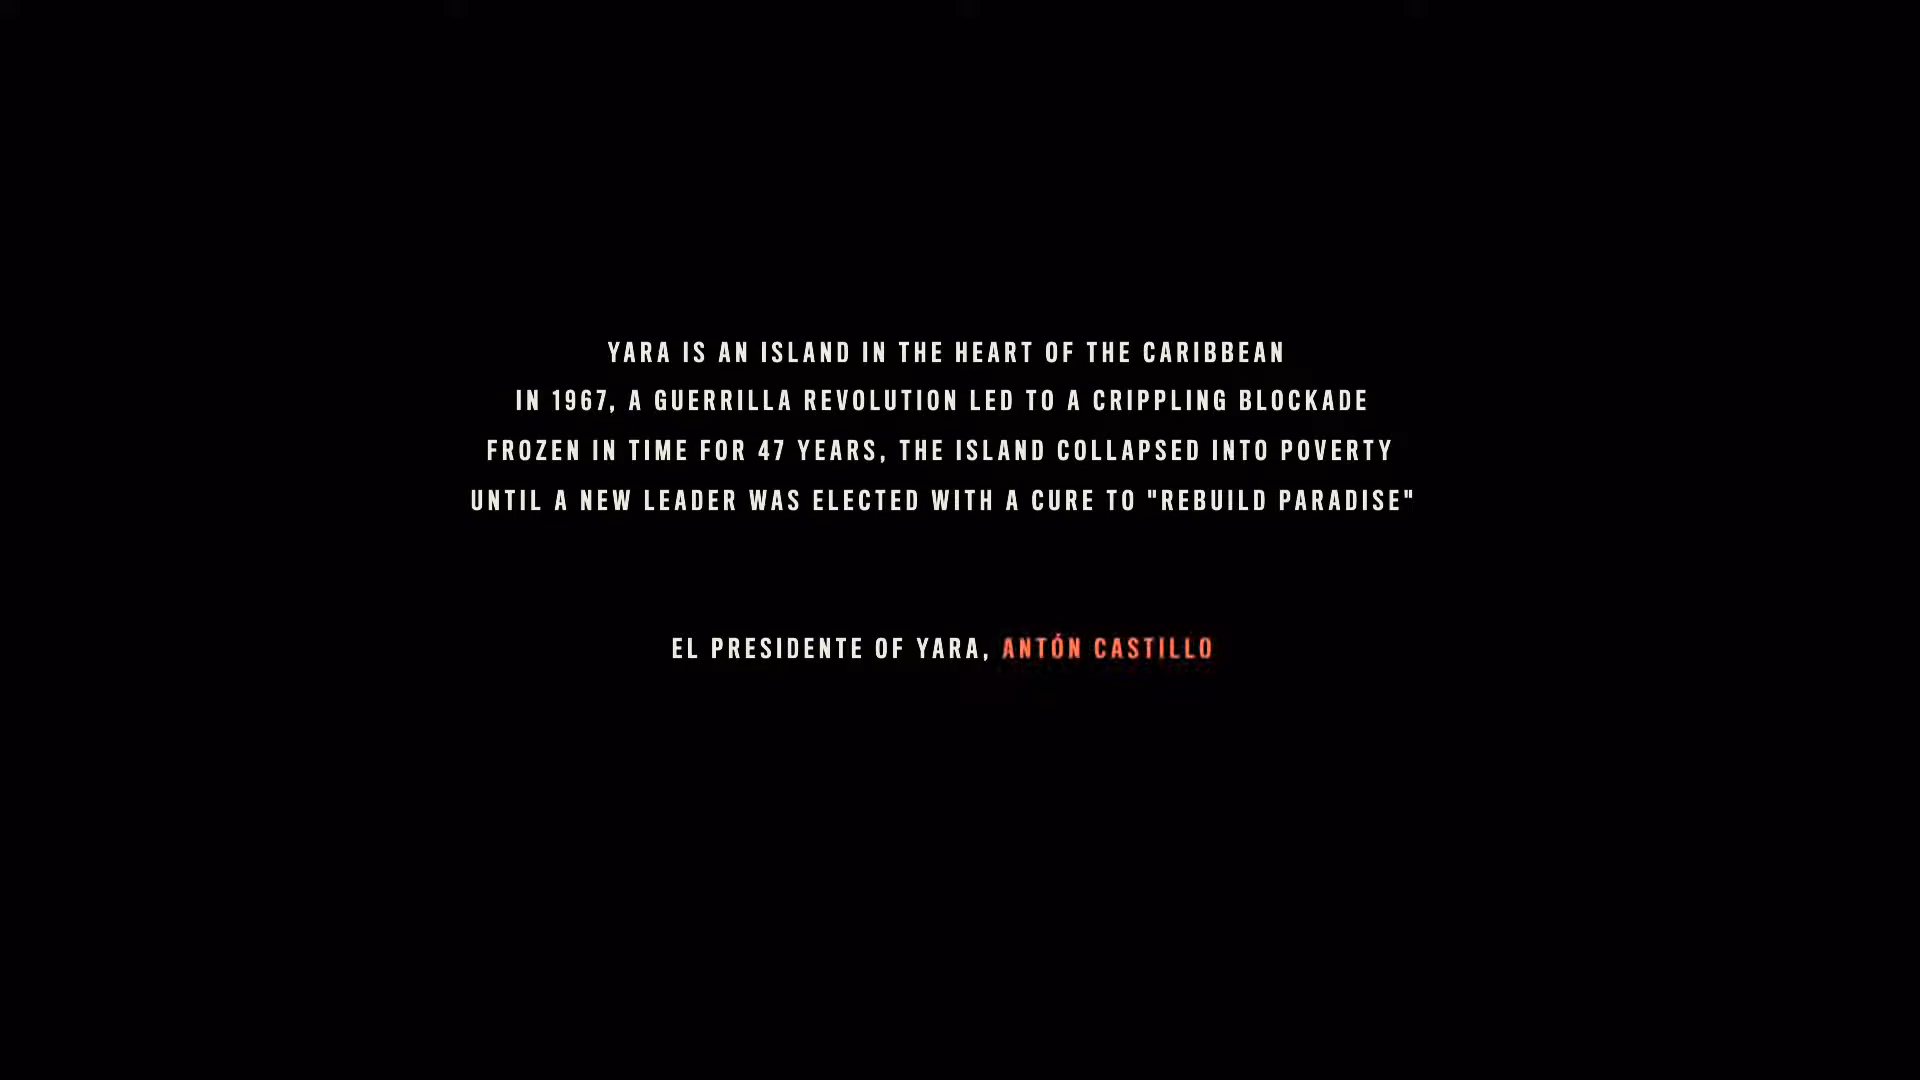 YARA IS AN ISLAND IN THE HEART OF THE CARIBBEAN
IN 1967, A GUERRILLA REVOLUTION LED TO A CRIPPLING BLOCKADE
FROZEN IN TIME FOR 47 YEARS, THE ISLAND COLLAPSED INTO POVERTY
UNTIL A NEW LEADER WAS ELECTED WITH A CURE TO "REBUILD PARADISE"
EL PRESIDENTE OF YARA, ANTÓN CASTILLO